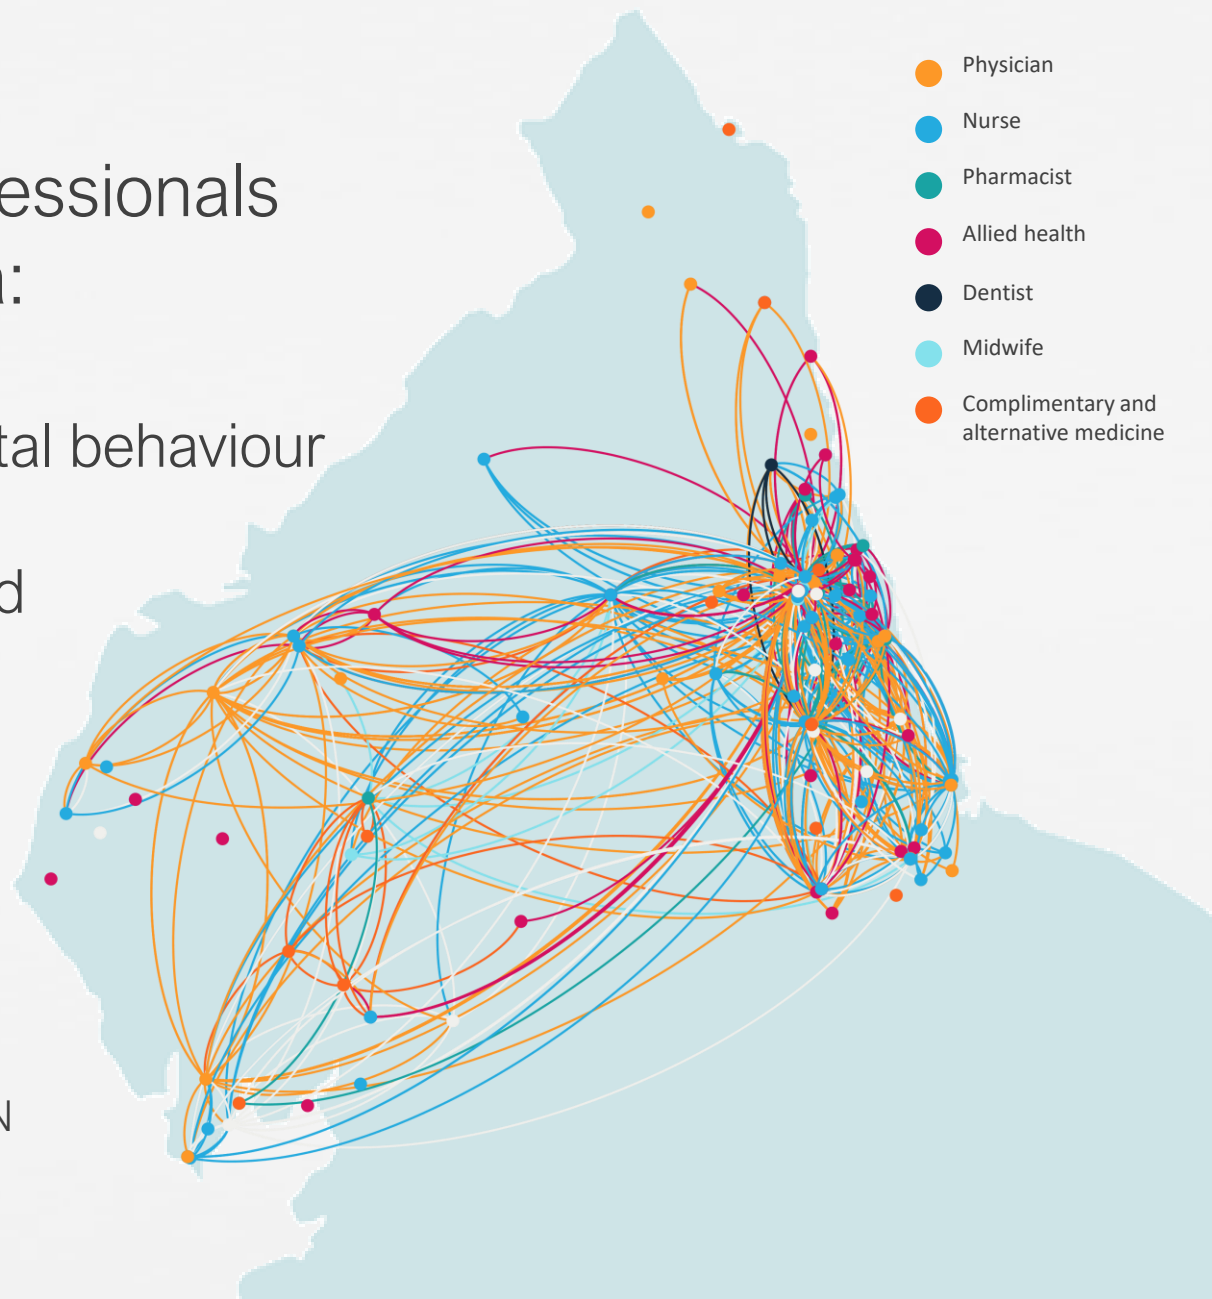 essionals
:
tal behaviour
d
N
Physician
Nurse
Pharmacist
Allied health
Dentist
Midwife
Complimentary and
alternative medicine